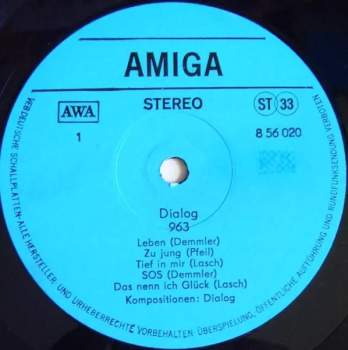 AMIGA
AWA
STEREO
ST 33
1
8 56 020
Dialog
963
Leben (Demmler)
Zu jung (Pfeil)
Tief in mir (Lasch)
SOS (Demmler)
Das nenn ich Glück (Lasch)
Kompositionen: Dialog
VEB DEUTSCHE SCHALLPLATTEN · ALLE HERSTELLER- UND URHEBERRECHTE VORBEHALTEN · ÜBERSPIELUNG, ÖFFENTLICHE AUFFÜHRUNG UND RUNDFUNKSENDUNG VERBOTEN